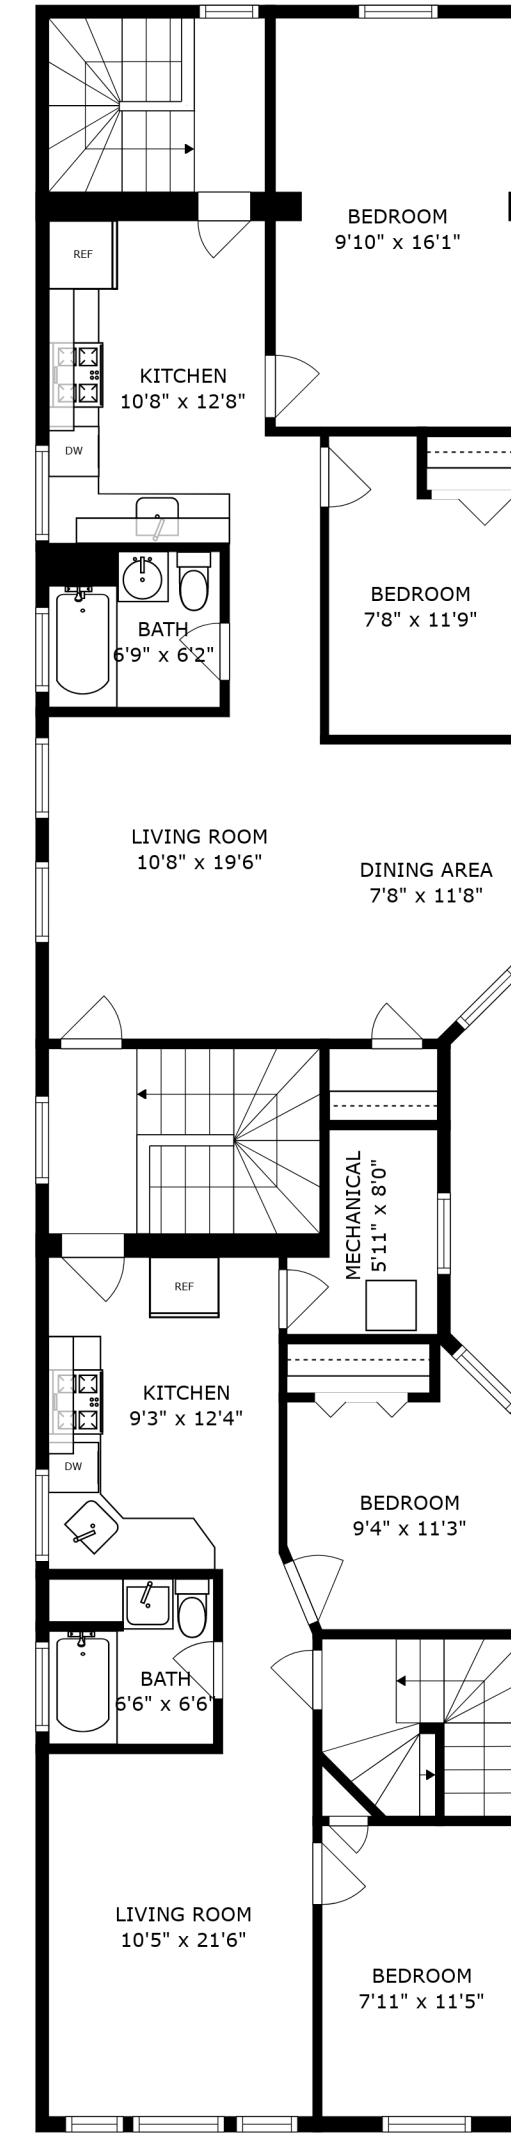 BEDROOM
9'10" x 16'1"
REF
KITCHEN
10'8" x 12'8"
DW
BEDROOM
7'8" x 11'9"
BATH
6'9" x 6'2"
LIVING ROOM
10'8" x 19'6"
DINING AREA
7'8" x 11'8"
MECHANICAL
5'11" x 8'0"
REF
KITCHEN
9'3" x 12'4"
DW
BEDROOM
9'4" x 11'3"
BATH
6'6" x 6'6"
LIVING ROOM
10'5" x 21'6"
BEDROOM
7'11" x 11'5"